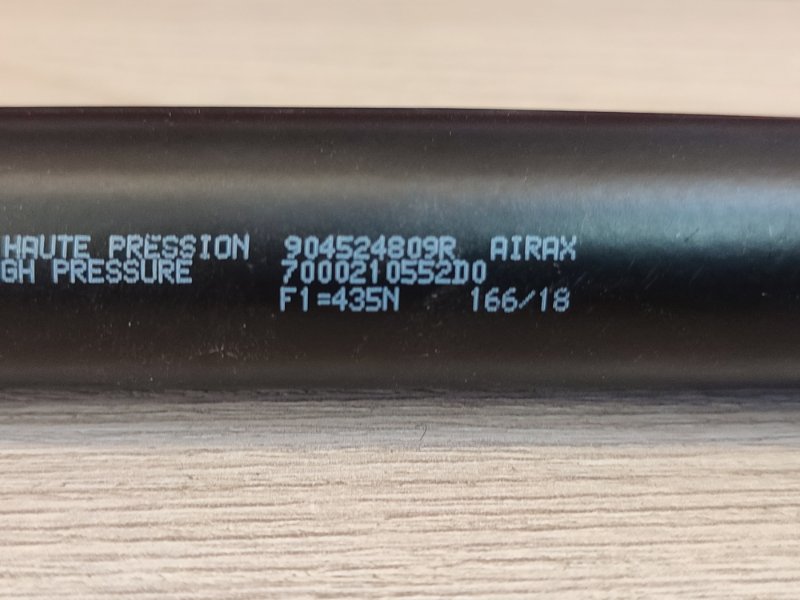 HAUTE PRESSION 904524809R AIRAX
GH PRESSURE 7000210552D0
F1=435N 166/18